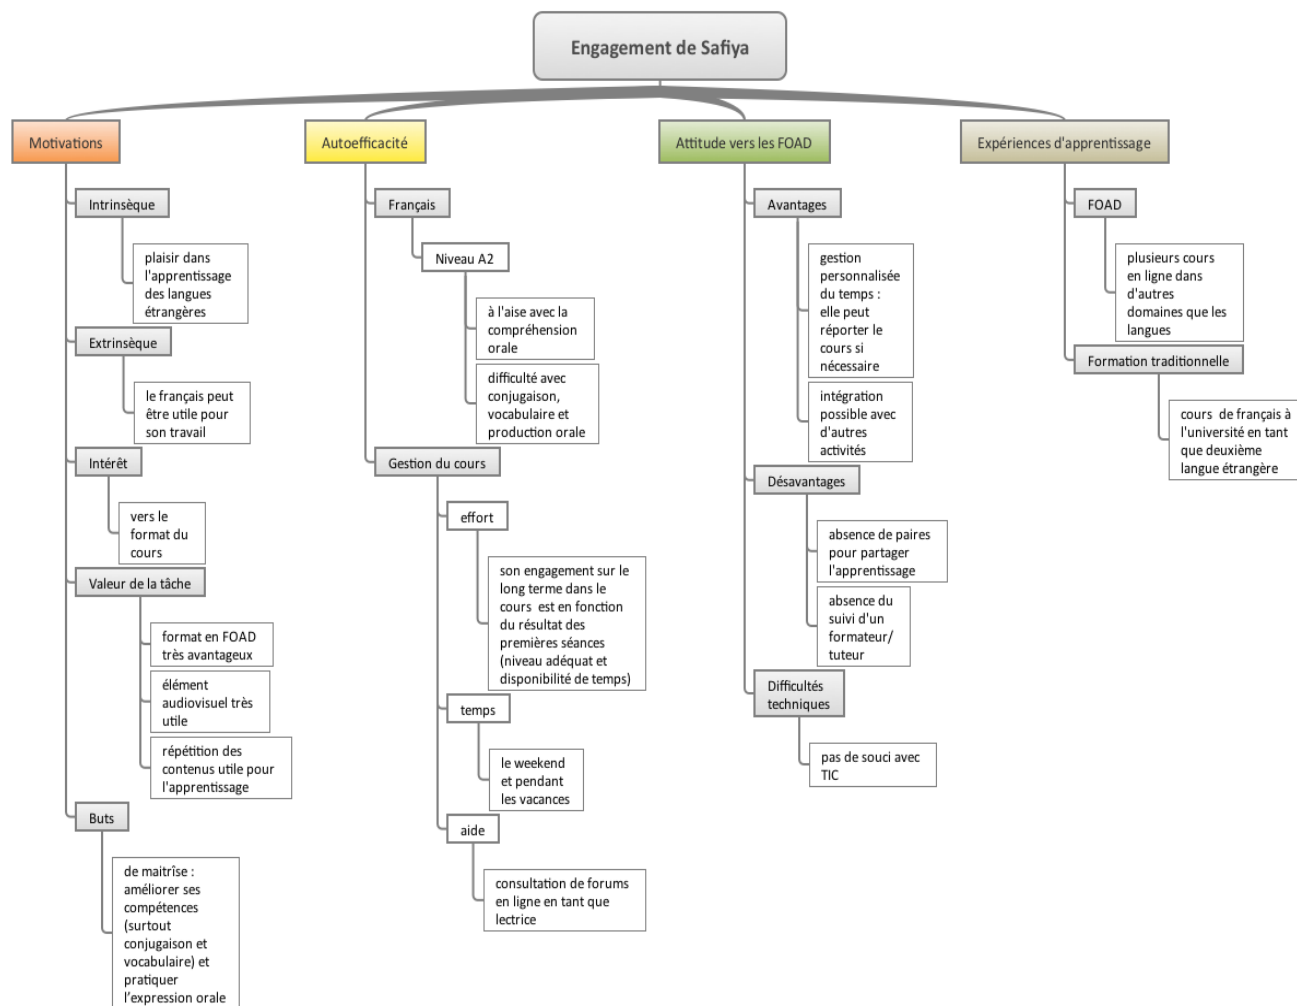 Engagement de Safiya
Motivations
Intrinsèque
plaisir dans
l'apprentissage
des langues
étrangères
Extrinsèque
le français peut
être utile pour
son travail
Intérêt
vers le
format du
cours
Valeur de la tâche
format en FOAD
très avantageux
élément
audiovisuel très
utile
répétition des
contenus utile pour
l'apprentissage
Buts
de maitrîse :
améliorer ses
compétences
(surtout
conjugaison et
vocabulaire) et
pratiquer
l'expression orale
Autoefficacité
Français
Niveau A2
à l'aise avec la
compréhension
orale
difficulté avec
conjugaison,
vocabulaire et
production orale
Gestion du cours
effort
son engagement sur le
long terme dans le
cours est en fonction
du résultat des
premières séances
(niveau adéquat et
disponibilité de temps)
temps
le weekend
et pendant
les vacances
aide
consultation de forums
en ligne en tant que
lectrice
Attitude vers les FOAD
Avantages
gestion
personnalisée
du temps :
elle peut
réporter le
cours si
nécessaire
intégration
possible avec
d'autres
activités
Désavantages
absence de paires
pour partager
l'apprentissage
absence du
suivi d'un
formateur/
tuteur
Difficultés
techniques
pas de souci avec
TIC
Expériences d'apprentissage
FOAD
plusieurs cours
en ligne dans
d'autres
domaines que les
langues
Formation traditionnelle
cours de français à
l'université en tant
que deuxième
langue étrangère